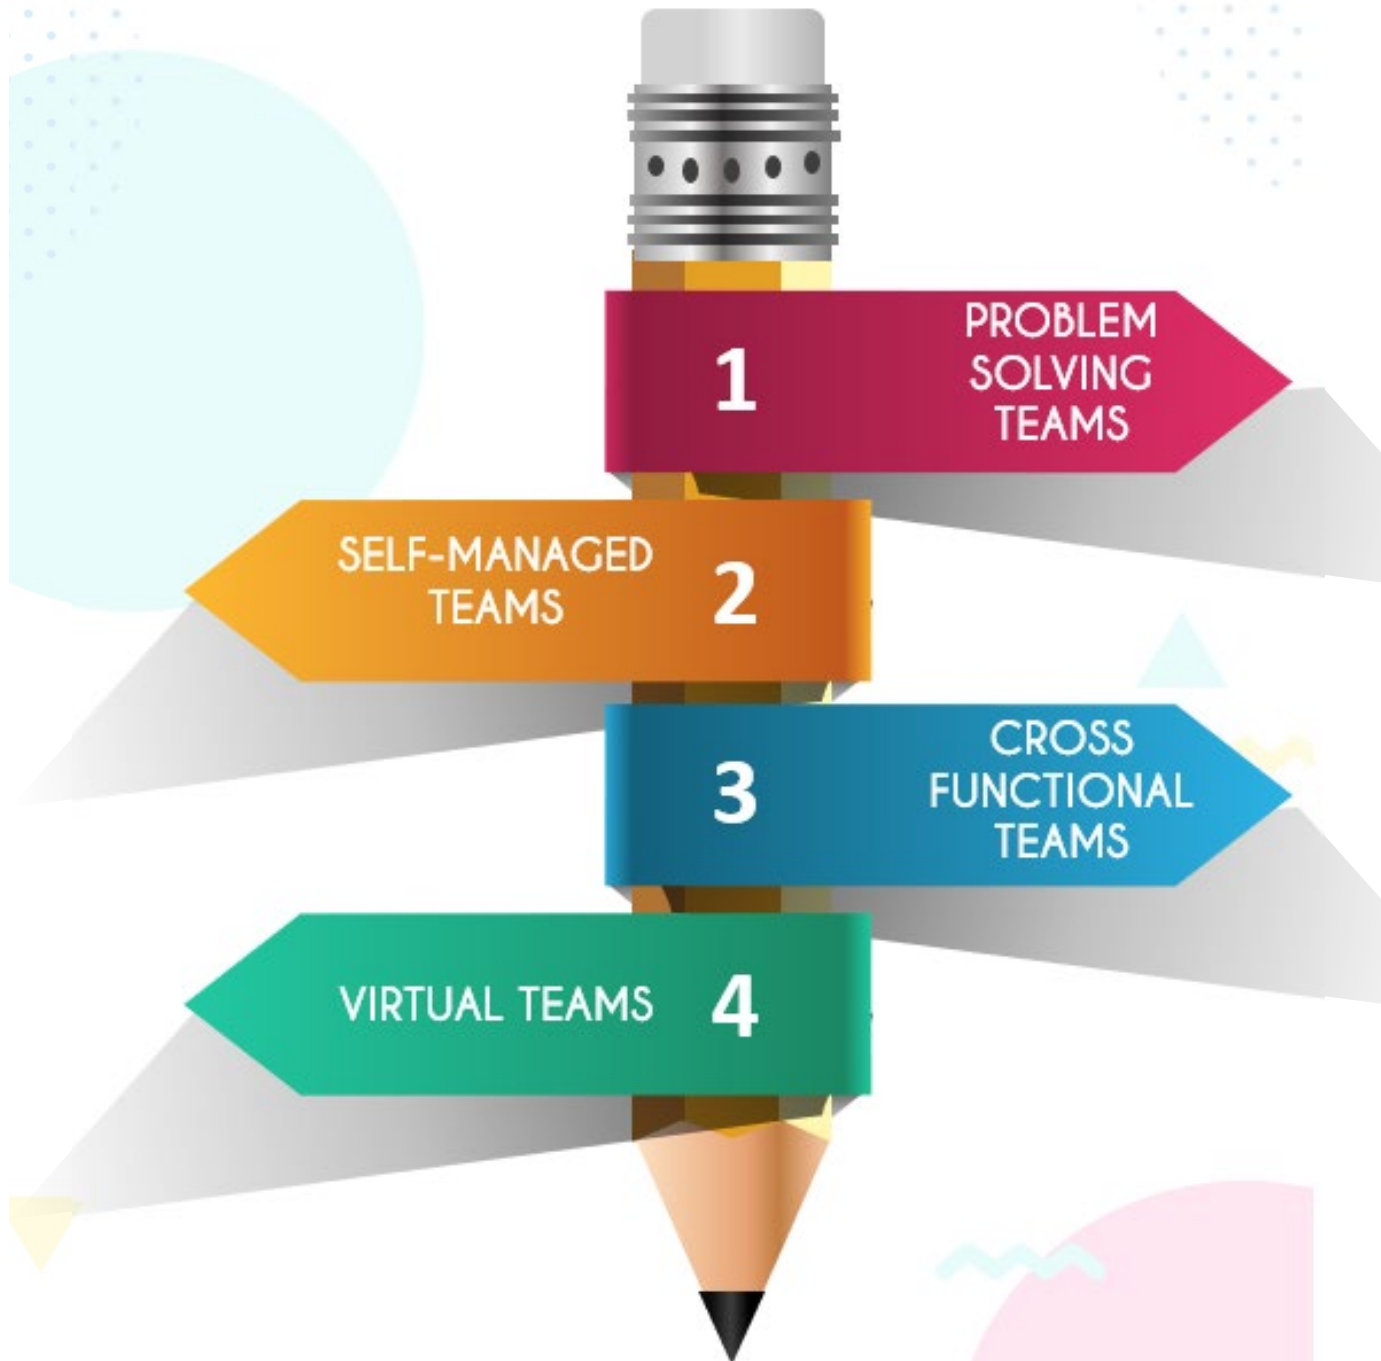 1
PROBLEM
SOLVING
TEAMS
SELF-MANAGED
TEAMS
2
3
CROSS
FUNCTIONAL
TEAMS
VIRTUAL TEAMS
4